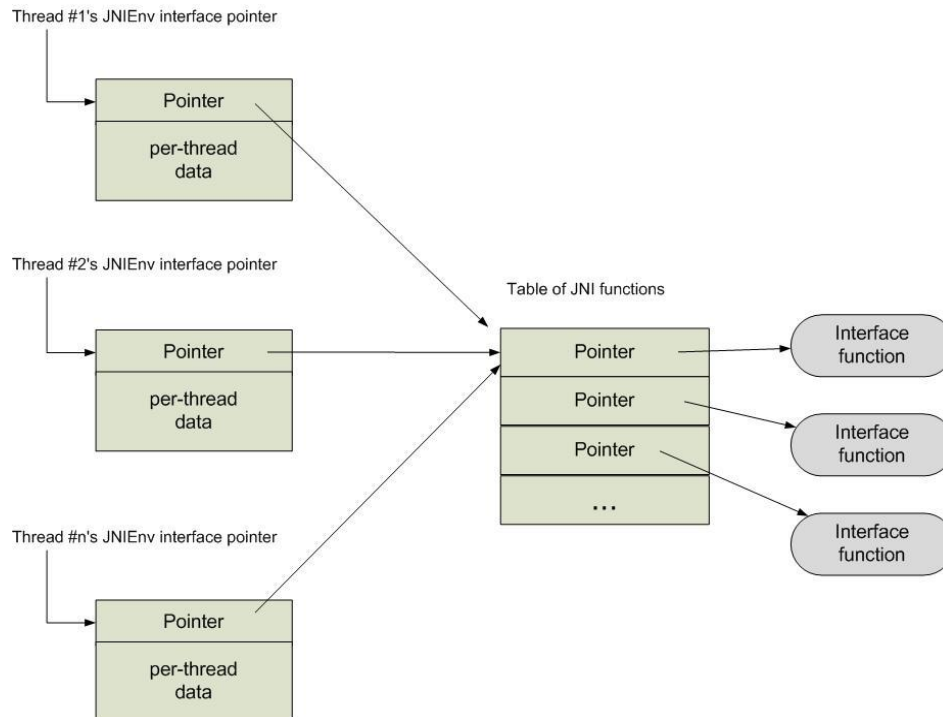 Thread #1's JNIEnv interface pointer
Pointer
per-thread
data
Thread #2's JNIEnv interface pointer
Pointer
per-thread
data
Thread #n's JNIEnv interface pointer
Pointer
per-thread
data
Table of JNI functions
Pointer
Pointer
Pointer
...
Interface
function
Interface
function
Interface
function